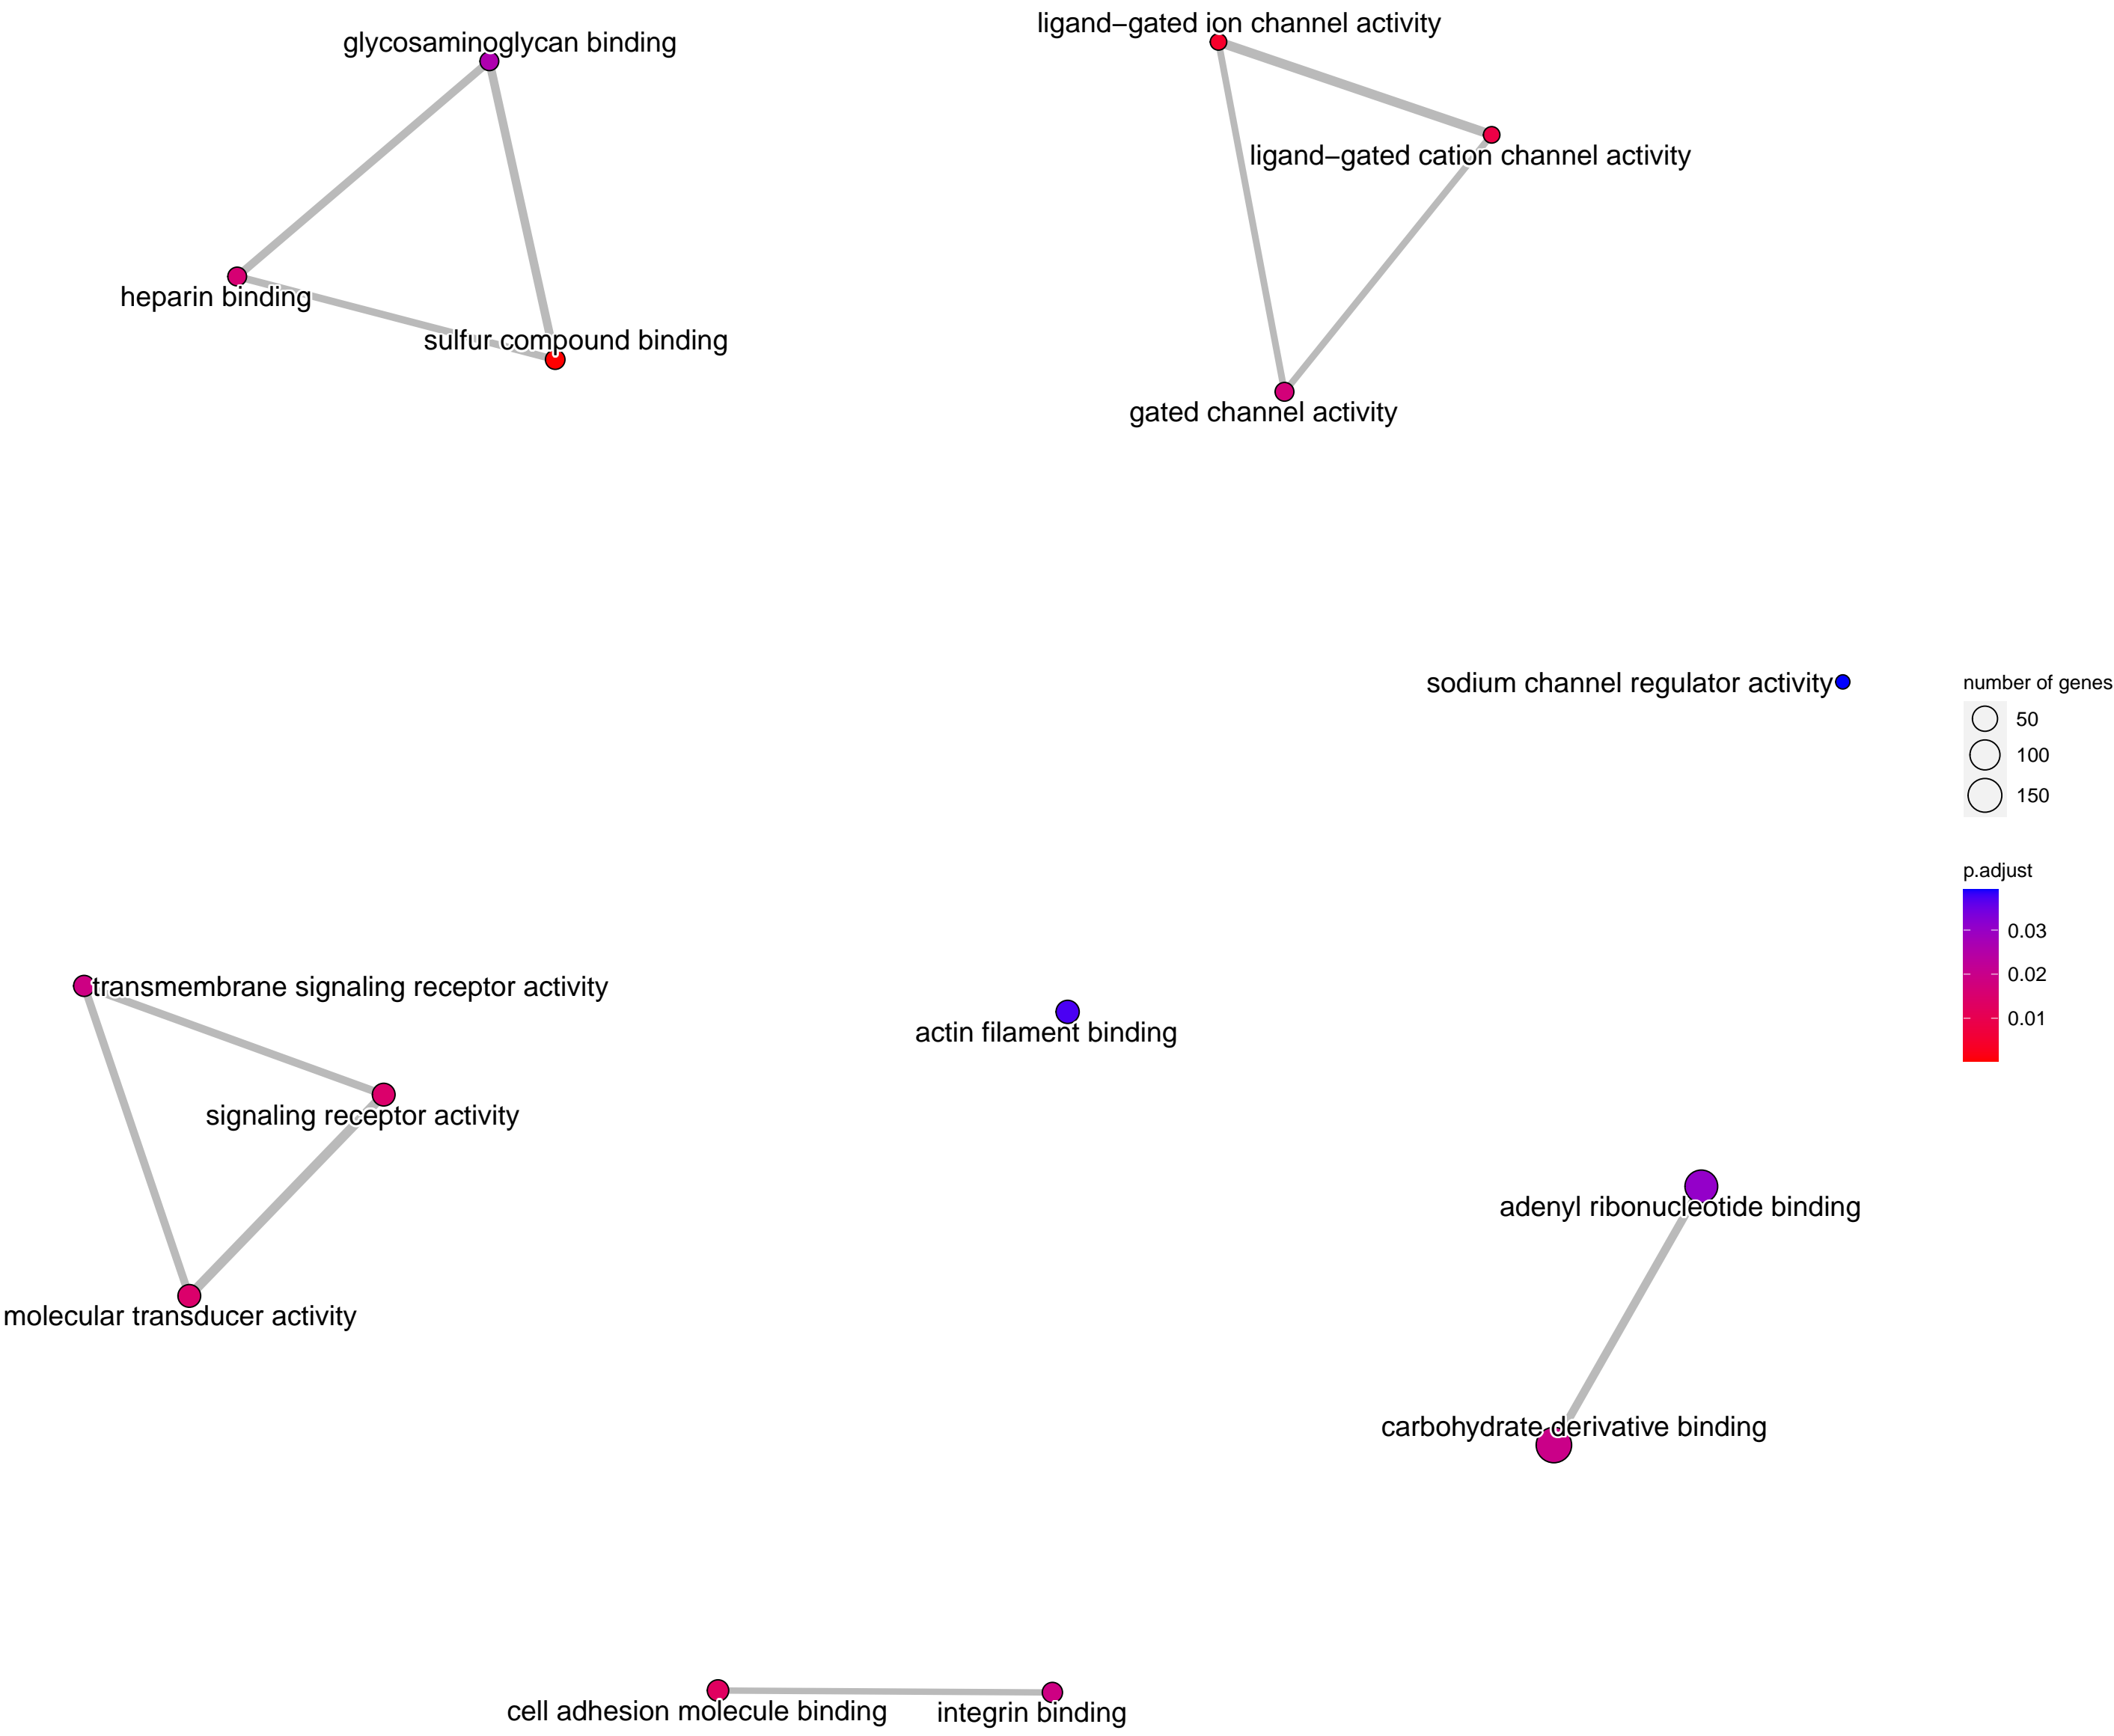 ligand−gated ion channel activity
glycosaminoglycan binding
ligand−gated cation channel activity
heparin binding
sulfur compound binding
gated channel activity
sodium channel regulator activity
number of genes
50
100
150
p.adjust
0.03
0.02
0.01
transmembrane signaling receptor activity
actin filament binding
signaling receptor activity
adenyl ribonucleotide binding
molecular transducer activity
carbohydrate derivative binding
cell adhesion molecule binding
integrin binding